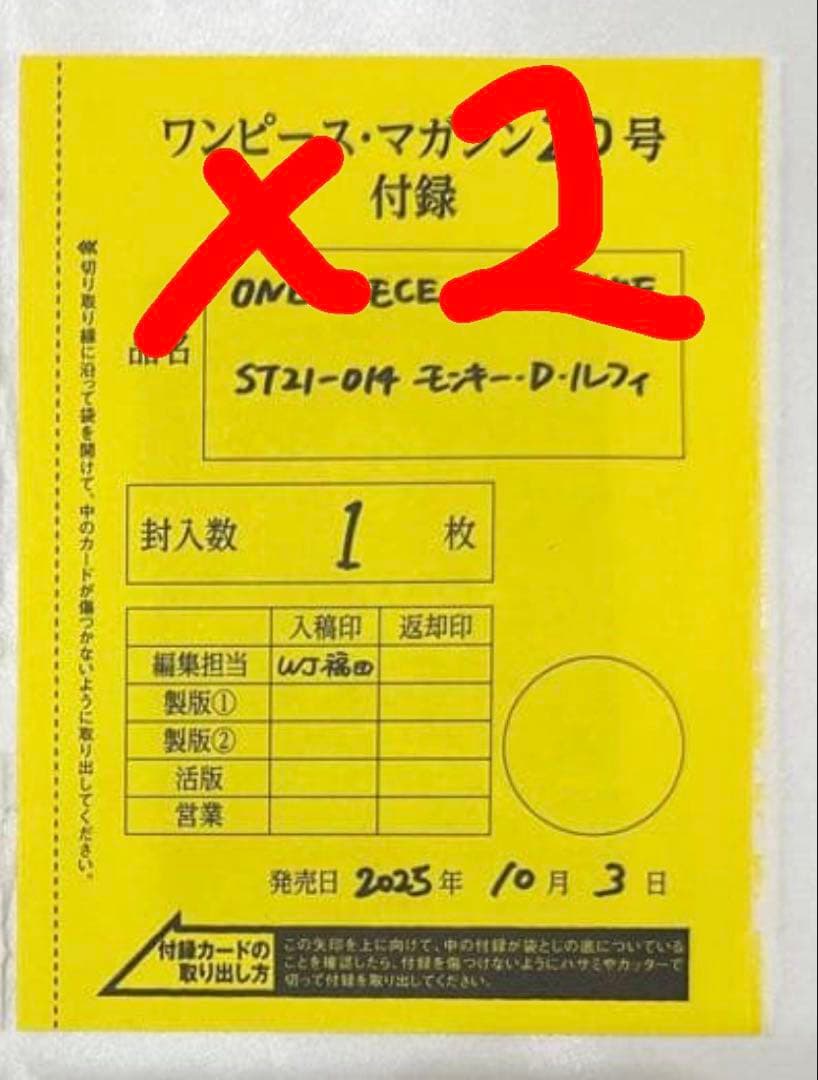 ×2
ワンピース・マガジン20号
付録
品名
ONE PIECE
ST21-014 モンキー・D・ルフィ
封入数 1 枚
入稿印 返却印
編集担当 WJ福田
製版①
製版②
活版
営業
発売日 2025年 10月 3日
付録カードの
取り出し方
この矢印を上に向けて、中の付録が袋とじの底についている
ことを確認したら、付録を傷つけないようにハサミやカッターで
切って付録を取り出してください。
切り取り線に沿って袋を開けて、中のカードが傷つかないように取り出してください。